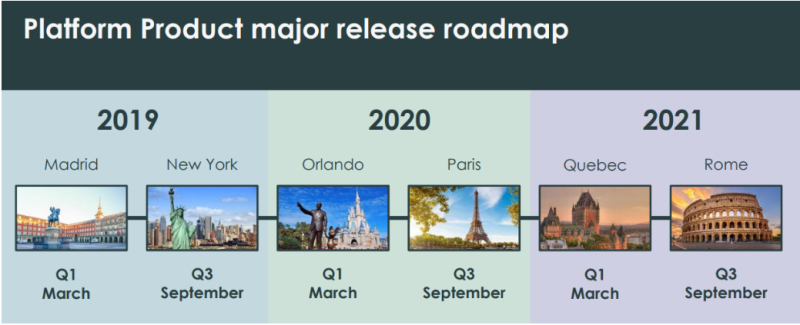 Platform Product major release roadmap
2019
2020
2021
Madrid
New York
Orlando
Paris
Quebec
Rome
Q1
March
Q3
September
Q1
March
Q3
September
Q1
March
Q3
September